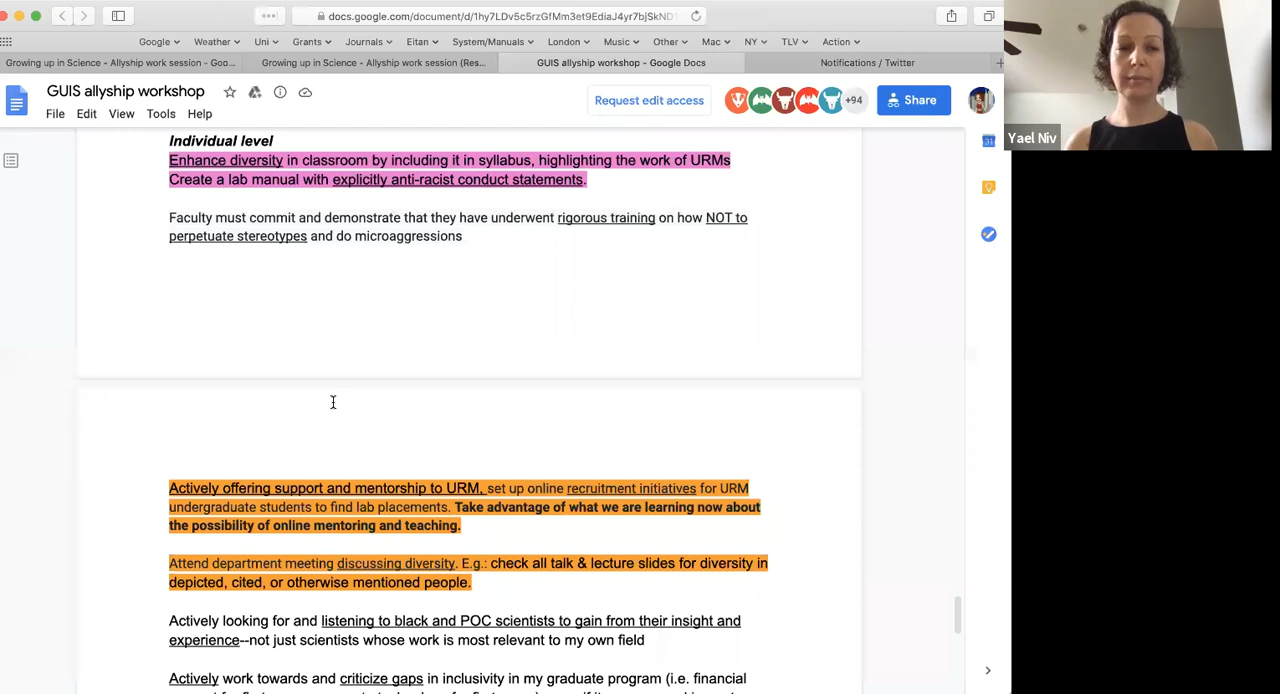 docs.google.com/document/d/1hy7LDv5c5rzGfMm3et9EdiaJ4yr7bjSkND1
Google Weather Uni Grants Journals Eitan System/Manuals London Music Other Mac NY TLV Action
Growing up in Science - Allyship work session - Goo... Growing up in Science - Allyship work session (Res... GUIS allyship workshop - Google Docs Notifications / Twitter
GUIS allyship workshop
Request edit access
+94
Share
File Edit View Tools Help
Yael Niv
31
Individual level
Enhance diversity in classroom by including it in syllabus, highlighting the work of URMs
Create a lab manual with explicitly anti-racist conduct statements.
Faculty must commit and demonstrate that they have underwent rigorous training on how NOT to
perpetuate stereotypes and do microaggressions
Actively offering support and mentorship to URM, set up online recruitment initiatives for URM
undergraduate students to find lab placements. Take advantage of what we are learning now about
the possibility of online mentoring and teaching.
Attend department meeting discussing diversity. E.g.: check all talk & lecture slides for diversity in
depicted, cited, or otherwise mentioned people.
Actively looking for and listening to black and POC scientists to gain from their insight and
experience--not just scientists whose work is most relevant to my own field
Actively work towards and criticize gaps in inclusivity in my graduate program (i.e. financial